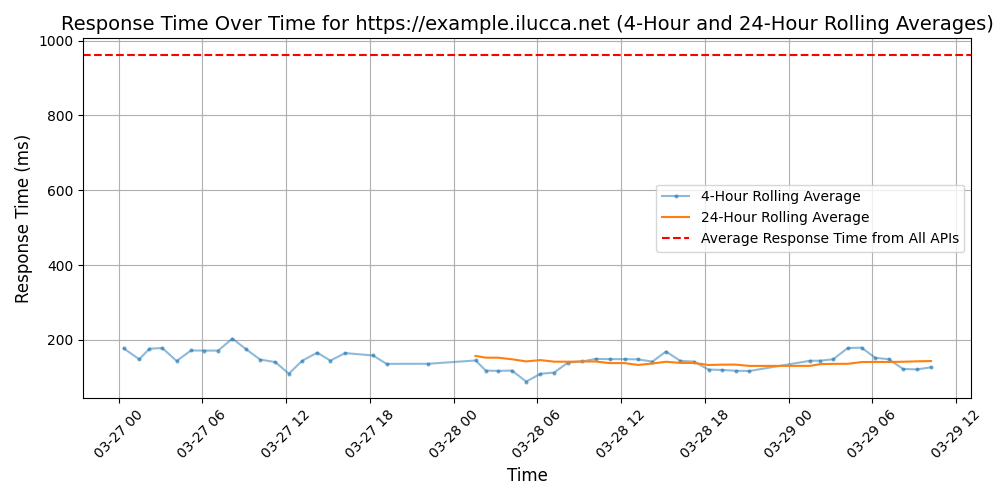 Response Time Over Time for https://example.ilucca.net (4-Hour and 24-Hour Rolling Averages)
1000
800
600
400
200
Response Time (ms)
4-Hour Rolling Average
24-Hour Rolling Average
Average Response Time from All APIs
03-27 00
03-27 06
03-27 12
03-27 18
03-28 00
03-28 06
03-28 12
03-28 18
03-29 00
03-29 06
03-29 12
Time